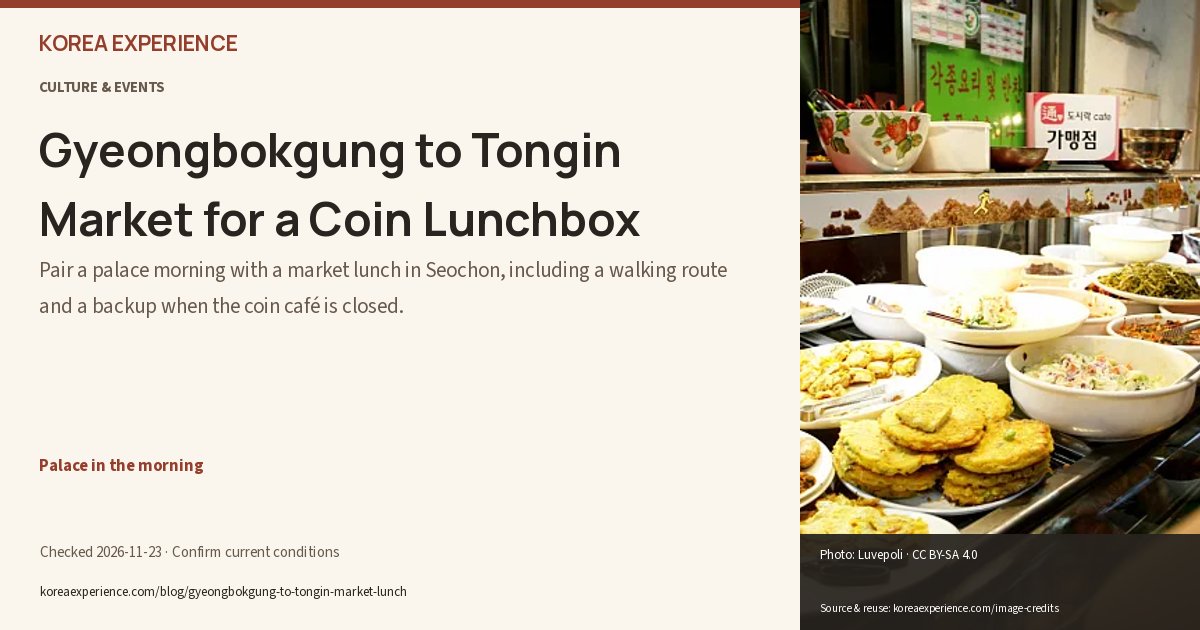 KOREA EXPERIENCE
CULTURE & EVENTS
Gyeongbokgung to Tongin
Market for a Coin Lunchbox
Pair a palace morning with a market lunch in Seochon, including a walking route
and a backup when the coin café is closed.
Palace in the morning
Checked 2026-11-23 · Confirm current conditions
koreaexperience.com/blog/gyeongbokgung-to-tongin-market-lunch
각종요리 및 반찬
通 도시락 cafe
가맹점
Photo: Luvepoli · CC BY-SA 4.0
Source & reuse: koreaexperience.com/image-credits